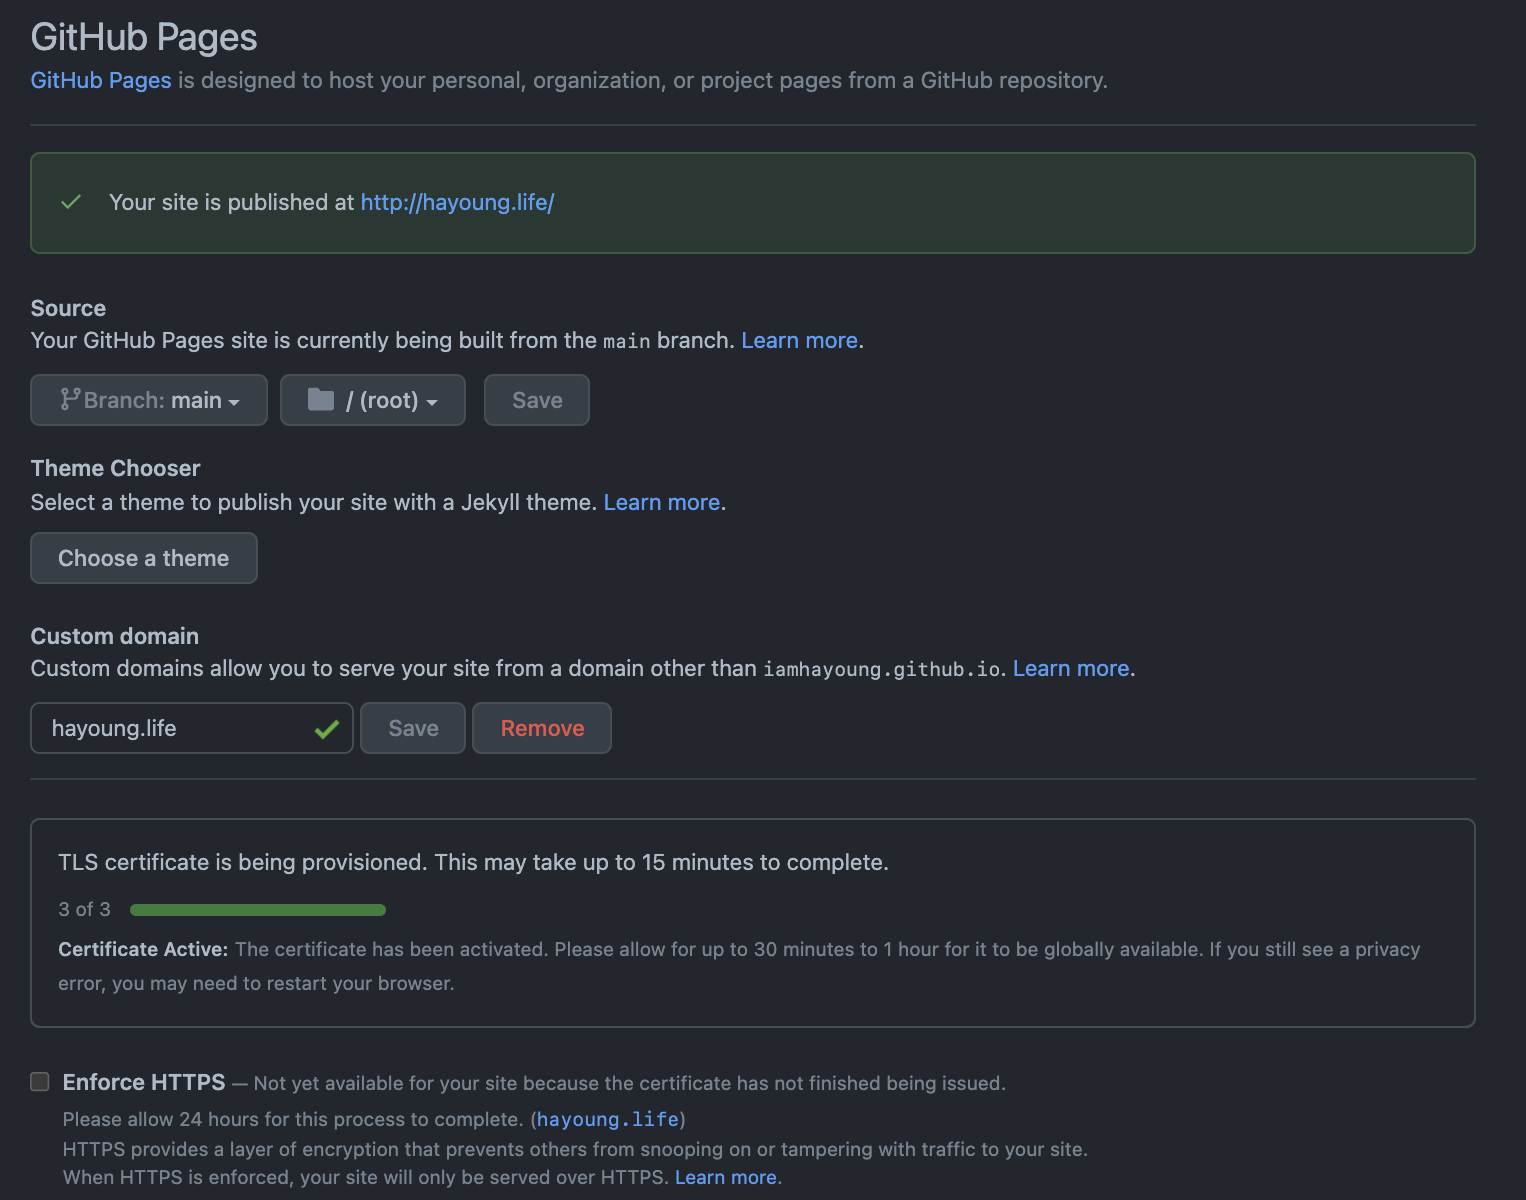 GitHub Pages
GitHub Pages is designed to host your personal, organization, or project pages from a GitHub repository.
Your site is published at http://hayoung.life/
Source
Your GitHub Pages site is currently being built from the main branch. Learn more.
Branch: main / (root) Save
Theme Chooser
Select a theme to publish your site with a Jekyll theme. Learn more.
Choose a theme
Custom domain
Custom domains allow you to serve your site from a domain other than iamhayoung.github.io. Learn more.
hayoung.life Save Remove
TLS certificate is being provisioned. This may take up to 15 minutes to complete.
3 of 3
Certificate Active: The certificate has been activated. Please allow for up to 30 minutes to 1 hour for it to be globally available. If you still see a privacy
error, you may need to restart your browser.
Enforce HTTPS — Not yet available for your site because the certificate has not finished being issued.
Please allow 24 hours for this process to complete. (hayoung.life)
HTTPS provides a layer of encryption that prevents others from snooping on or tampering with traffic to your site.
When HTTPS is enforced, your site will only be served over HTTPS. Learn more.